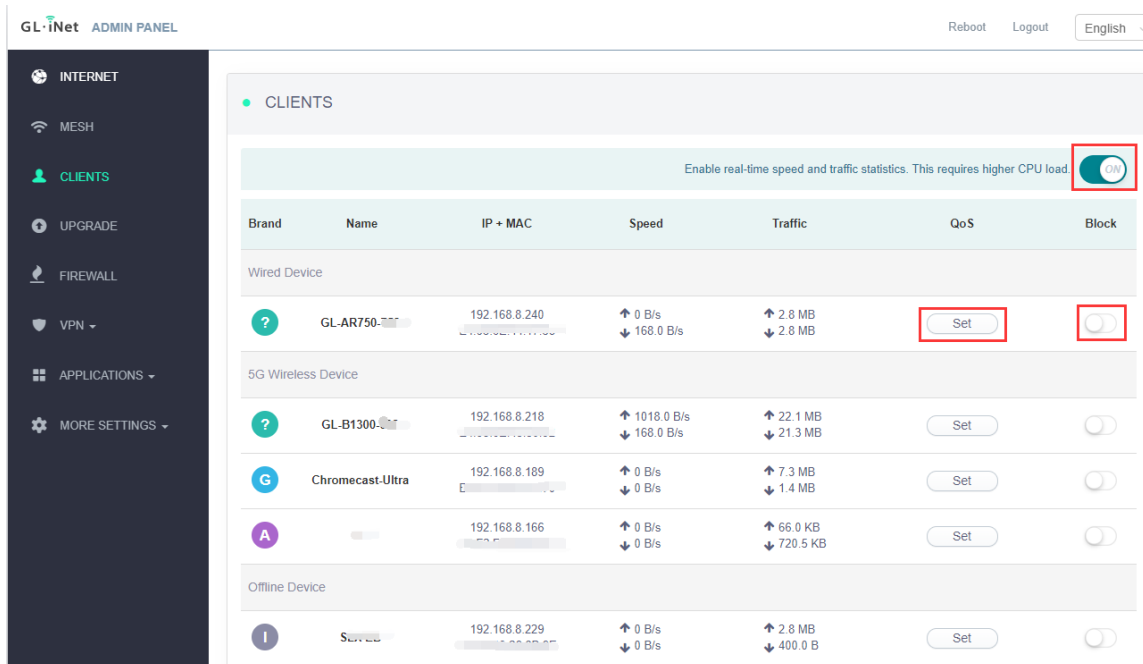 GL·iNet ADMIN PANEL Reboot Logout English
INTERNET
MESH
CLIENTS
UPGRADE
FIREWALL
VPN
APPLICATIONS
MORE SETTINGS
CLIENTS
Enable real-time speed and traffic statistics. This requires higher CPU load. ON
Brand Name IP + MAC Speed Traffic QoS Block
Wired Device
? GL-AR750- 192.168.8.240 0 B/s 2.8 MB Set
168.0 B/s 2.8 MB
5G Wireless Device
? GL-B1300- 192.168.8.218 1018.0 B/s 22.1 MB Set
168.0 B/s 21.3 MB
G Chromecast-Ultra 192.168.8.189 0 B/s 7.3 MB Set
0 B/s 1.4 MB
A 192.168.8.166 0 B/s 66.0 KB Set
0 B/s 720.5 KB
Offline Device
I 192.168.8.229 0 B/s 2.8 MB Set
0 B/s 400.0 B